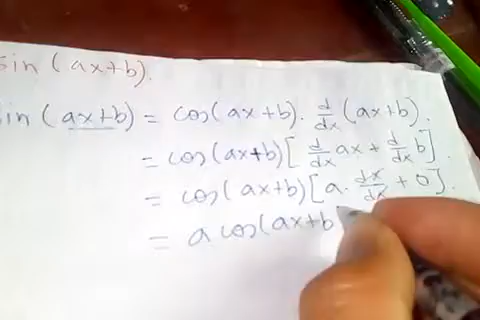 sin (ax+b).
sin (ax+b) = cos(ax+b). d/dx (ax+b).
= cos(ax+b)[ d/dx ax + d/dx b].
= cos(ax+b)[a. dx/dx + 0].
= a cos(ax+b